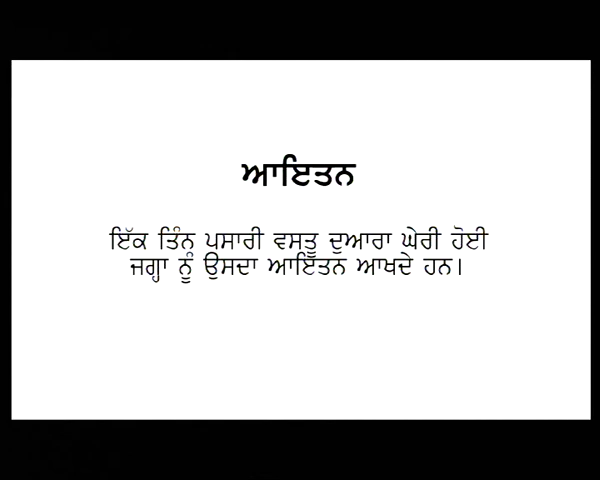 ਆਇਤਨ
ਇੱਕ ਤਿੰਨ ਪਸਾਰੀ ਵਸਤੂ ਦੁਆਰਾ ਘੇਰੀ ਹੋਈ
ਜਗ੍ਹਾ ਨੂੰ ਉਸਦਾ ਆਇਤਨ ਆਖਦੇ ਹਨ।